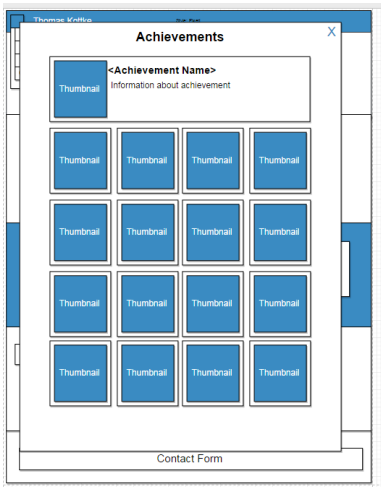 Thomas Kottke
Achievements
X
Thumbnail
<Achievement Name>
Information about achievement
Thumbnail Thumbnail Thumbnail Thumbnail
Thumbnail Thumbnail Thumbnail Thumbnail
Thumbnail Thumbnail Thumbnail Thumbnail
Thumbnail Thumbnail Thumbnail Thumbnail
Contact Form